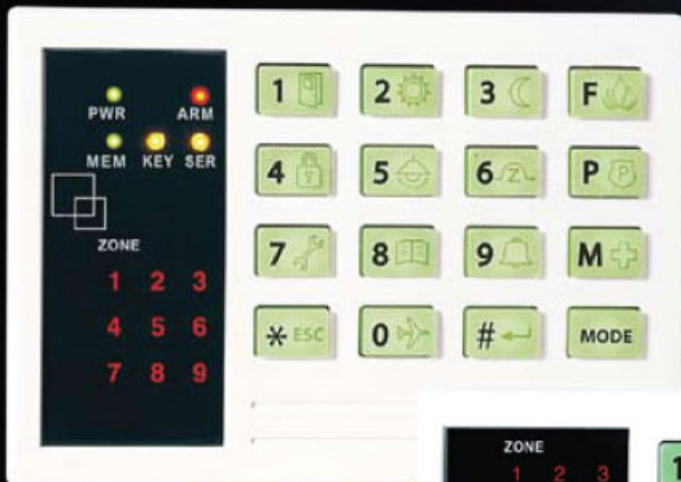 PWR ARM
MEM KEY SER
ZONE
1 2 3
4 5 6
7 8 9
1 2 3 F
4 5 6 Z P P
7 8 9 M
* ESC 0 # MODE
ZONE
1 2 3
1